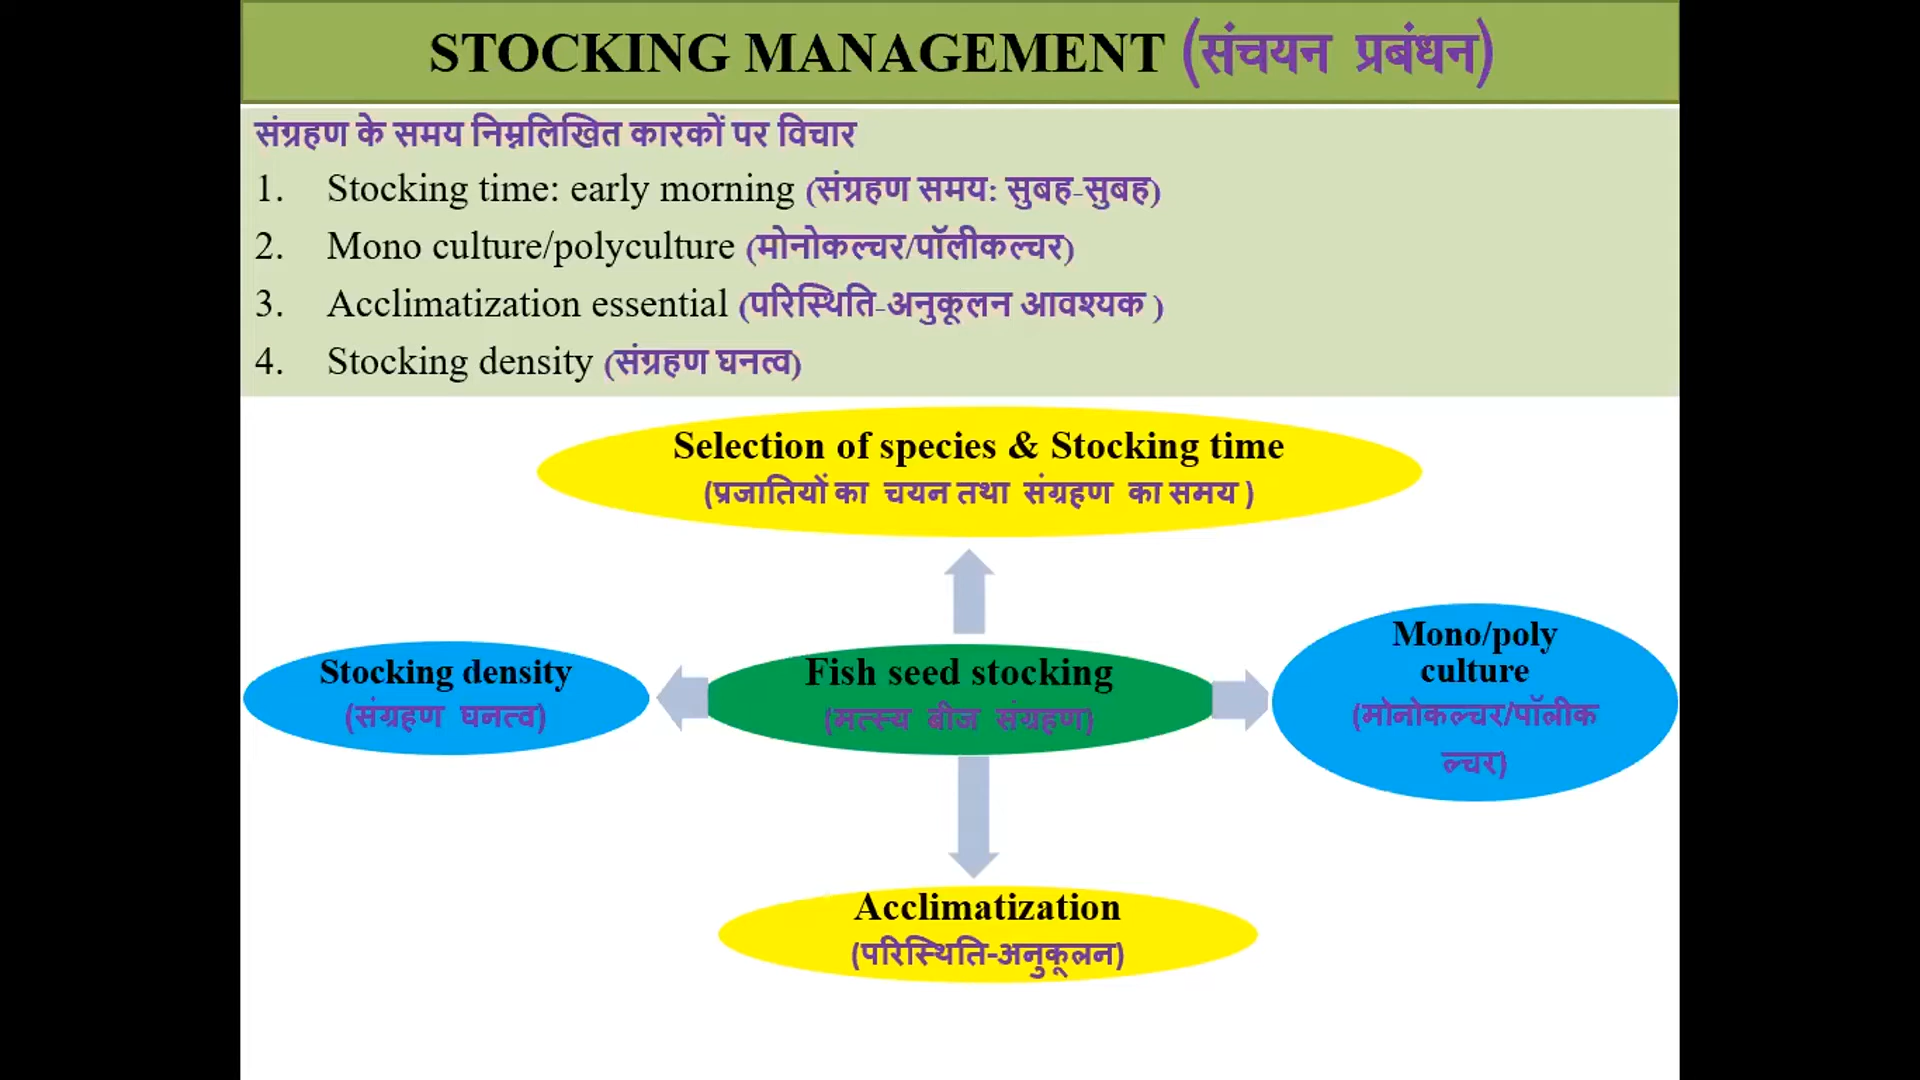 STOCKING MANAGEMENT (संचयन प्रबंधन)
संग्रहण के समय निम्नलिखित कारकों पर विचार
1. Stocking time: early morning (संग्रहण समय: सुबह-सुबह)
2. Mono culture/polyculture (मोनोकल्चर/पॉलीकल्चर)
3. Acclimatization essential (परिस्थिति-अनुकूलन आवश्यक )
4. Stocking density (संग्रहण घनत्व)
Selection of species & Stocking time
(प्रजातियों का चयन तथा संग्रहण का समय )
Stocking density
(संग्रहण घनत्व)
Fish seed stocking
(मत्स्य बीज संग्रहण)
Mono/poly
culture
(मोनोकल्चर/पॉलीक
ल्चर)
Acclimatization
(परिस्थिति-अनुकूलन)